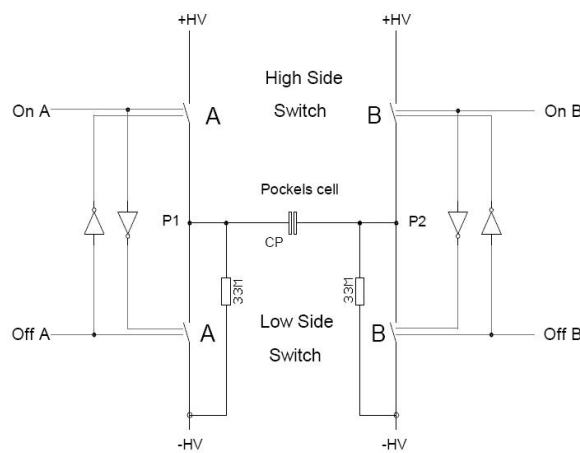 +HV +HV
High Side
On A A Switch B On B
Pockels cell
P1 P2
CP
33M 33M
Low Side
Off A A B Off B
Switch
-HV -HV